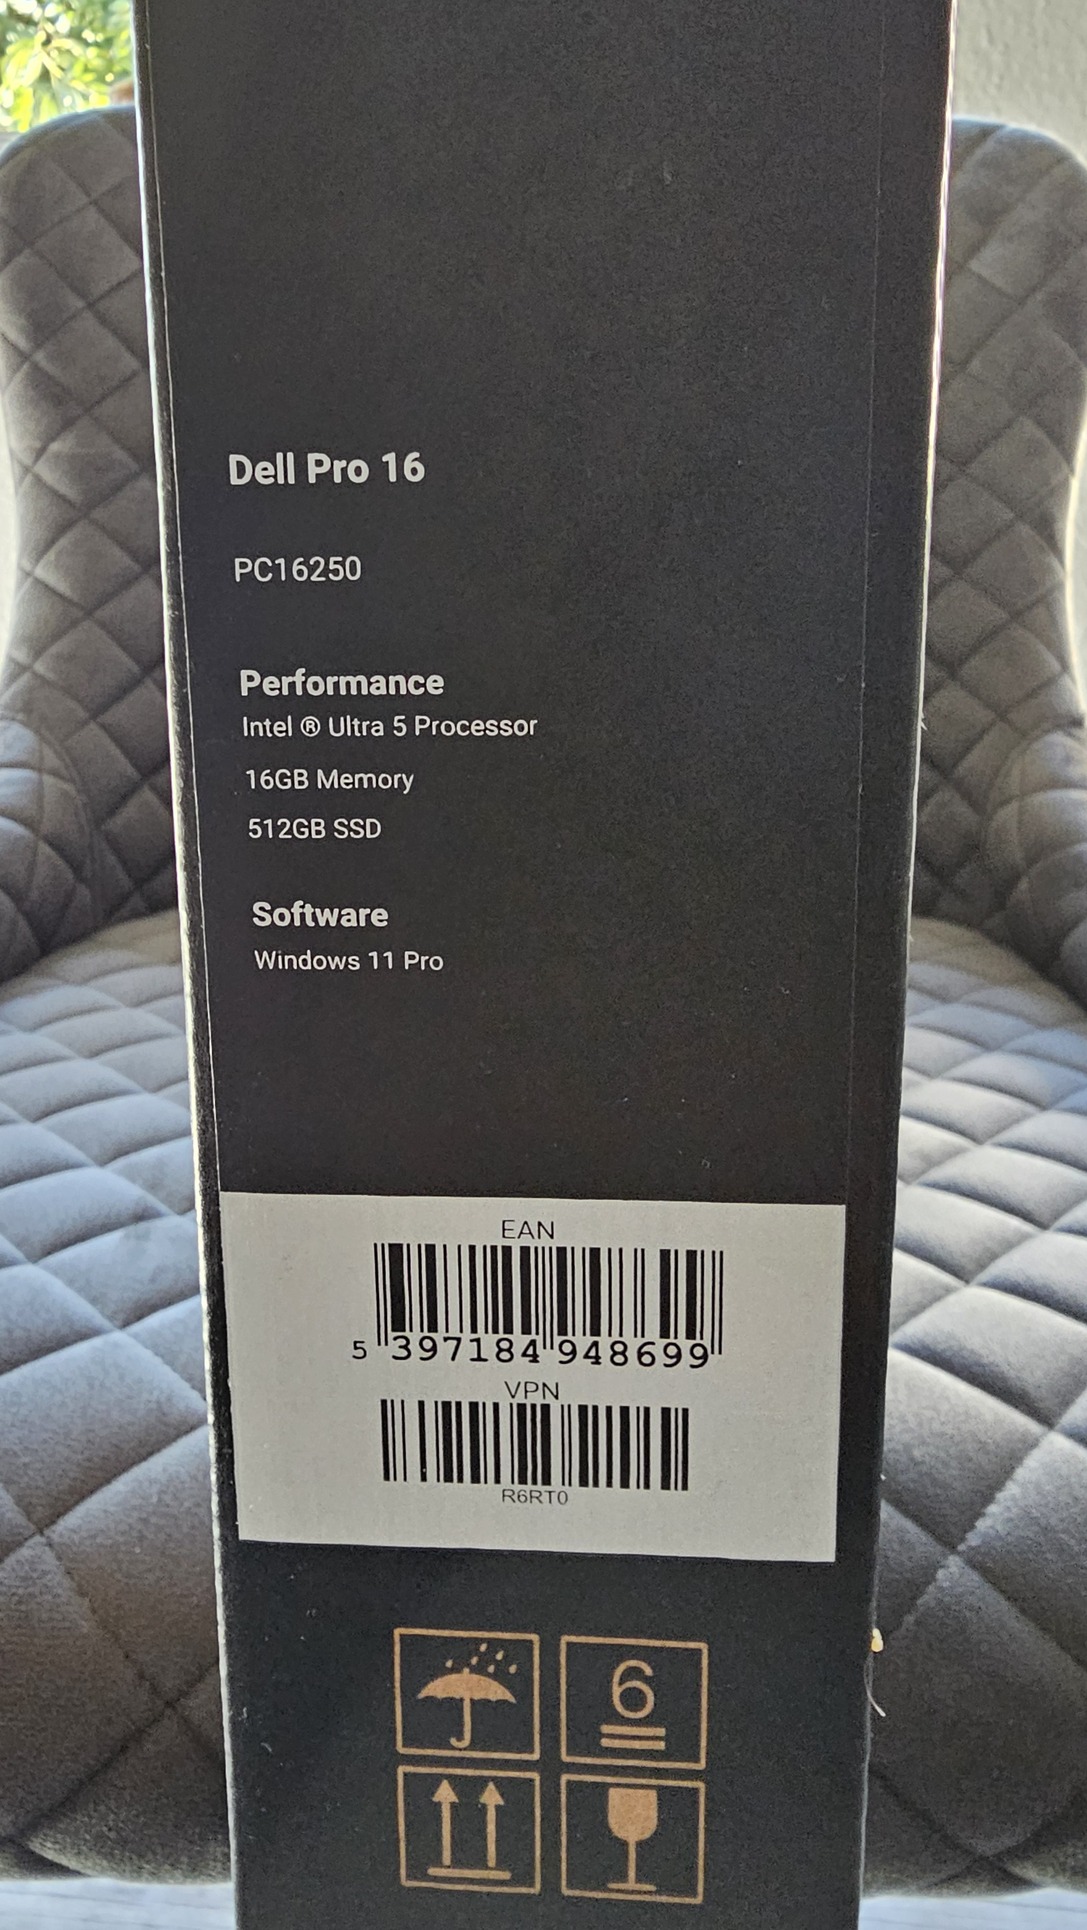 Dell Pro 16
PC16250
Performance
Intel ® Ultra 5 Processor
16GB Memory
512GB SSD
Software
Windows 11 Pro
EAN
5 397184 948699
VPN
R6RT0
6